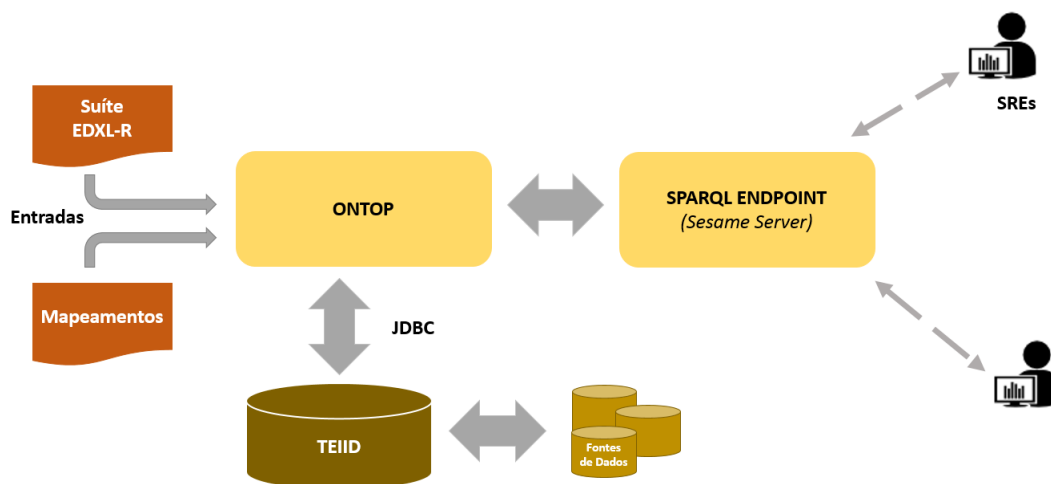 Suíte
EDXL-R
Entradas
Mapeamentos
ONTOP
SPARQL ENDPOINT
(Sesame Server)
SREs
JDBC
TEIID
Fontes
de Dados